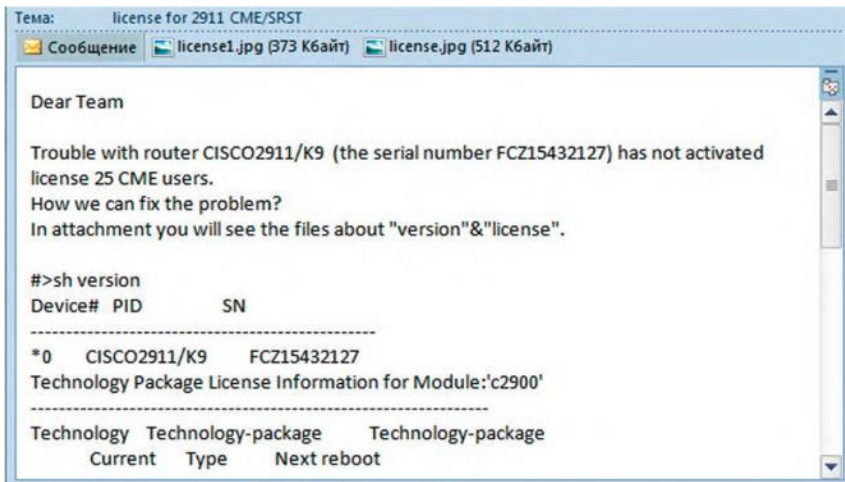 Тема: license for 2911 CME/SRST
Сообщение license1.jpg (373 Кбайт) license.jpg (512 Кбайт)
Dear Team
Trouble with router CISCO2911/K9 (the serial number FCZ15432127) has not activated
license 25 CME users.
How we can fix the problem?
In attachment you will see the files about "version"&"license".
#>sh version
Device# PID SN
-------------------------------------------------
*0 CISCO2911/K9 FCZ15432127
Technology Package License Information for Module:'c2900'
-----------------------------------------------------------------
Technology Technology-package Technology-package
Current Type Next reboot